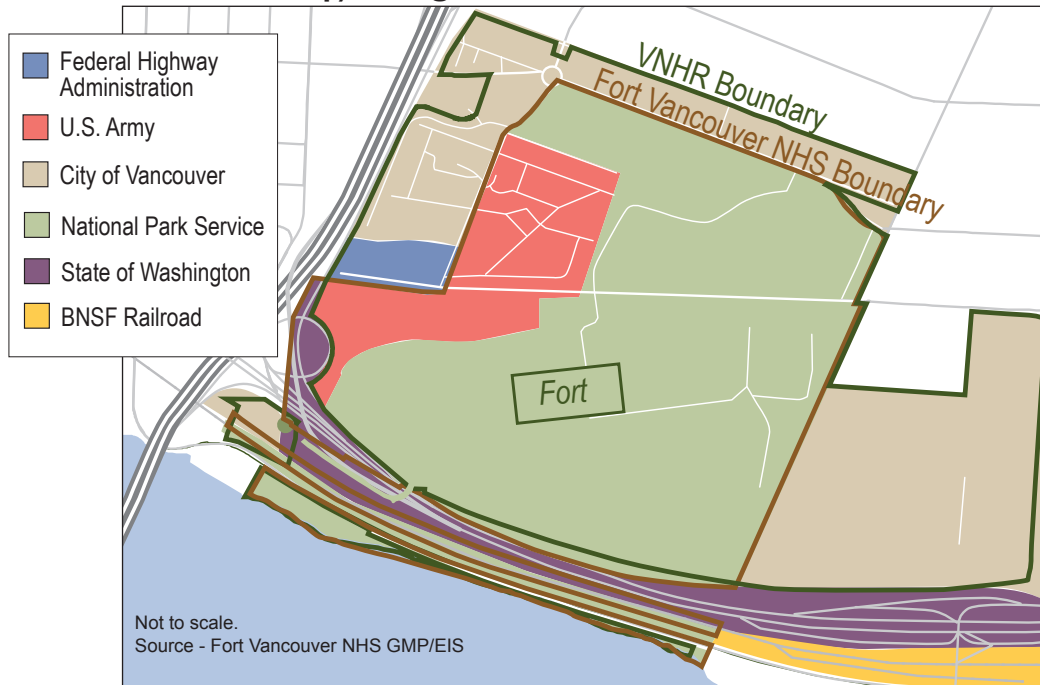 Federal Highway
Administration
U.S. Army
City of Vancouver
National Park Service
State of Washington
BNSF Railroad
VNHR Boundary
Fort Vancouver NHS Boundary
Fort
Not to scale.
Source - Fort Vancouver NHS GMP/EIS